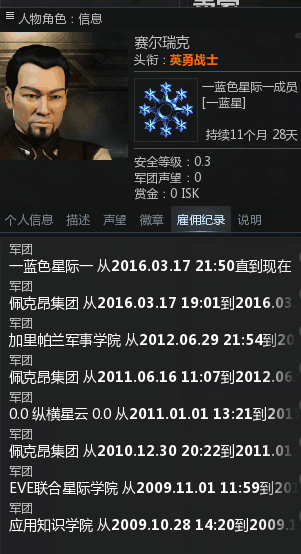 人物角色：信息
赛尔瑞克
头衔：英勇战士
一蓝色星际一成员
[一蓝星]
持续11个月 28天
安全等级：0.3
军团声望：0
赏金：0 ISK
个人信息 描述 声望 徽章 雇佣纪录 说明
军团
一蓝色星际一 从2016.03.17 21:50直到现在
军团
佩克昂集团 从2016.03.17 19:01到2016.03
军团
加里帕兰军事学院 从2012.06.29 21:54到20
军团
佩克昂集团 从2011.06.16 11:07到2012.06.
军团
0.0 纵横星云 0.0 从2011.01.01 13:21到201
军团
佩克昂集团 从2010.12.30 20:22到2011.01
军团
EVE联合星际学院 从2009.11.01 11:59到20
军团
应用知识学院 从2009.10.28 14:20到2009.1